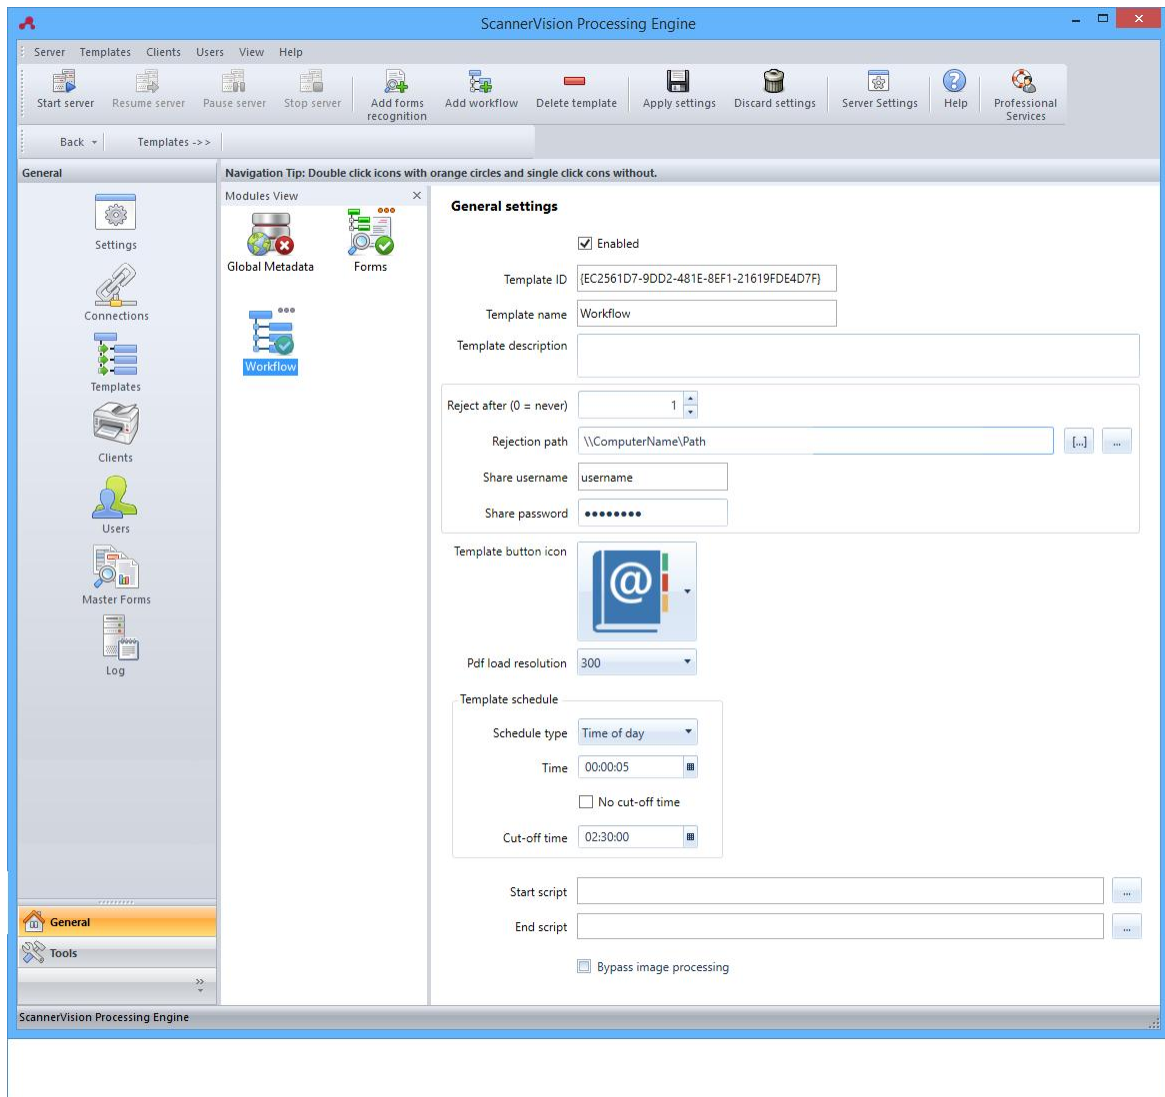 ScannerVision Processing Engine
Server Templates Clients Users View Help
Start server Resume server Pause server Stop server Add forms recognition Add workflow Delete template Apply settings Discard settings Server Settings Help Professional Services
Back Templates ->>
General
Navigation Tip: Double click icons with orange circles and single click cons without.
Settings
Connections
Templates
Clients
Users
Master Forms
Log
General
Tools
Modules View
Global Metadata Forms
Workflow
General settings
Enabled
Template ID {EC2561D7-9DD2-481E-8EF1-21619FDE4D7F}
Template name Workflow
Template description
Reject after (0 = never) 1
Rejection path \\ComputerName\Path [...] ...
Share username username
Share password ●●●●●●●●
Template button icon @
Pdf load resolution 300
Template schedule
Schedule type Time of day
Time 00:00:05
No cut-off time
Cut-off time 02:30:00
Start script ...
End script ...
Bypass image processing
ScannerVision Processing Engine